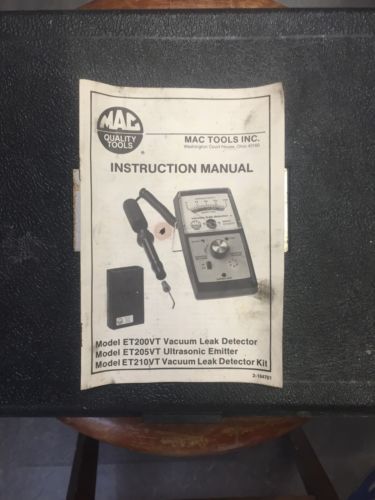 MAC
QUALITY
TOOLS
®
MAC TOOLS INC.
Washington Court House, Ohio 43160
INSTRUCTION MANUAL
Model ET200VT Vacuum Leak Detector
Model ET205VT Ultrasonic Emitter
Model ET210VT Vacuum Leak Detector Kit